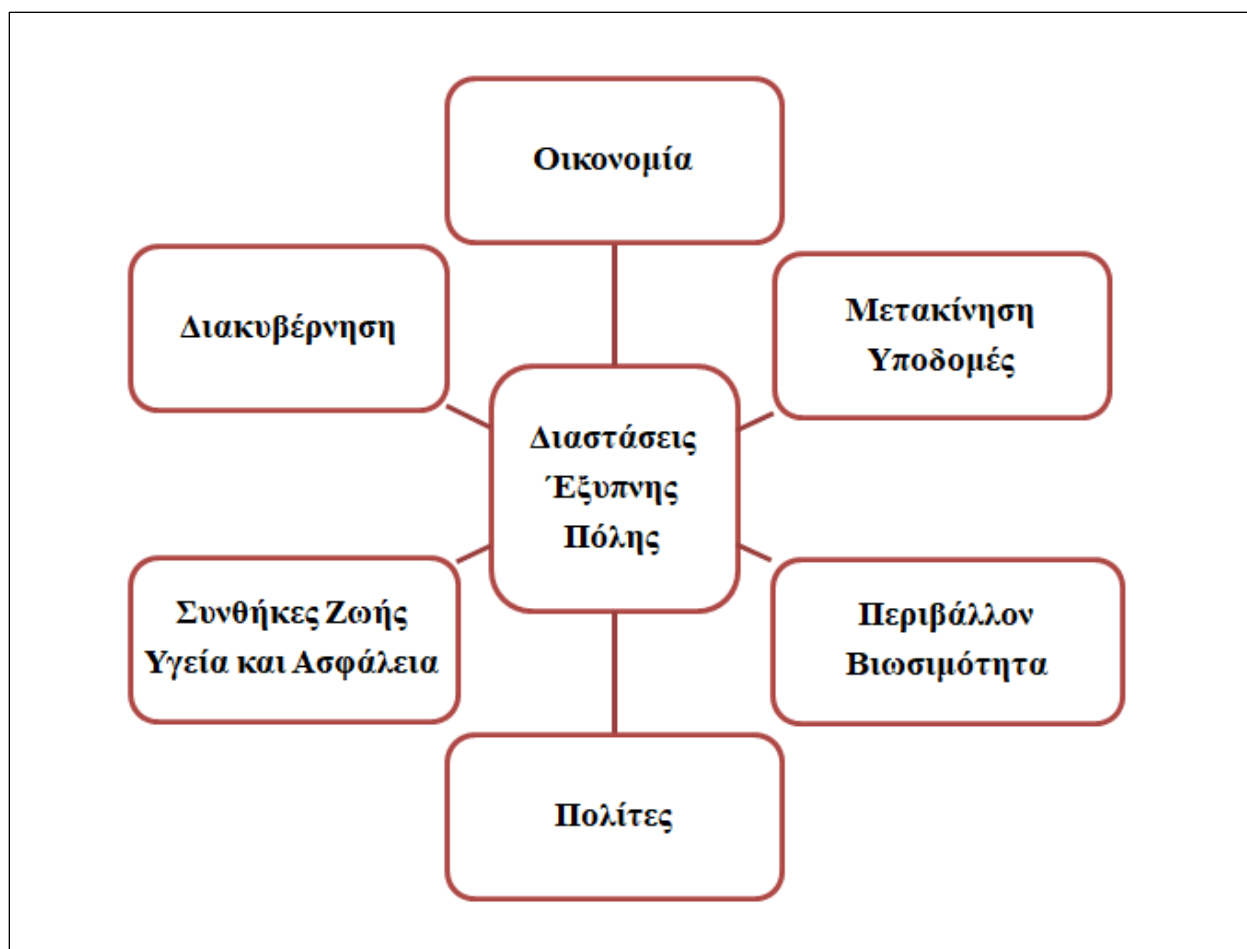 Οικονομία
Διακυβέρνηση
Μετακίνηση
Υποδομές
Διαστάσεις
Έξυπνης
Πόλης
Συνθήκες Ζωής
Υγεία και Ασφάλεια
Περιβάλλον
Βιωσιμότητα
Πολίτες